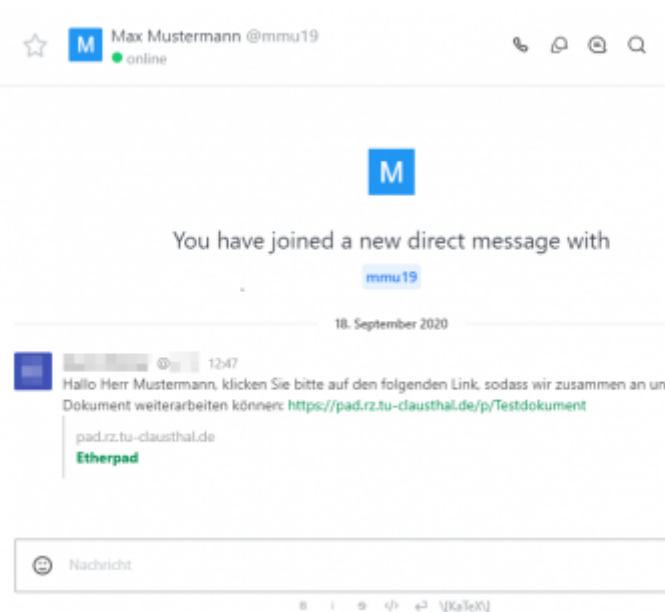 M
Max Mustermann @mmu19
online
M
You have joined a new direct message with
mmu19
18. September 2020
@
12:47
Hallo Herr Mustermann, klicken Sie bitte auf den folgenden Link, sodass wir zusammen an un
Dokument weiterarbeiten können: https://pad.rz.tu-clausthal.de/p/Testdokument
pad.rz.tu-clausthal.de
Etherpad
Nachricht
B i S </> \[KaTeX\]